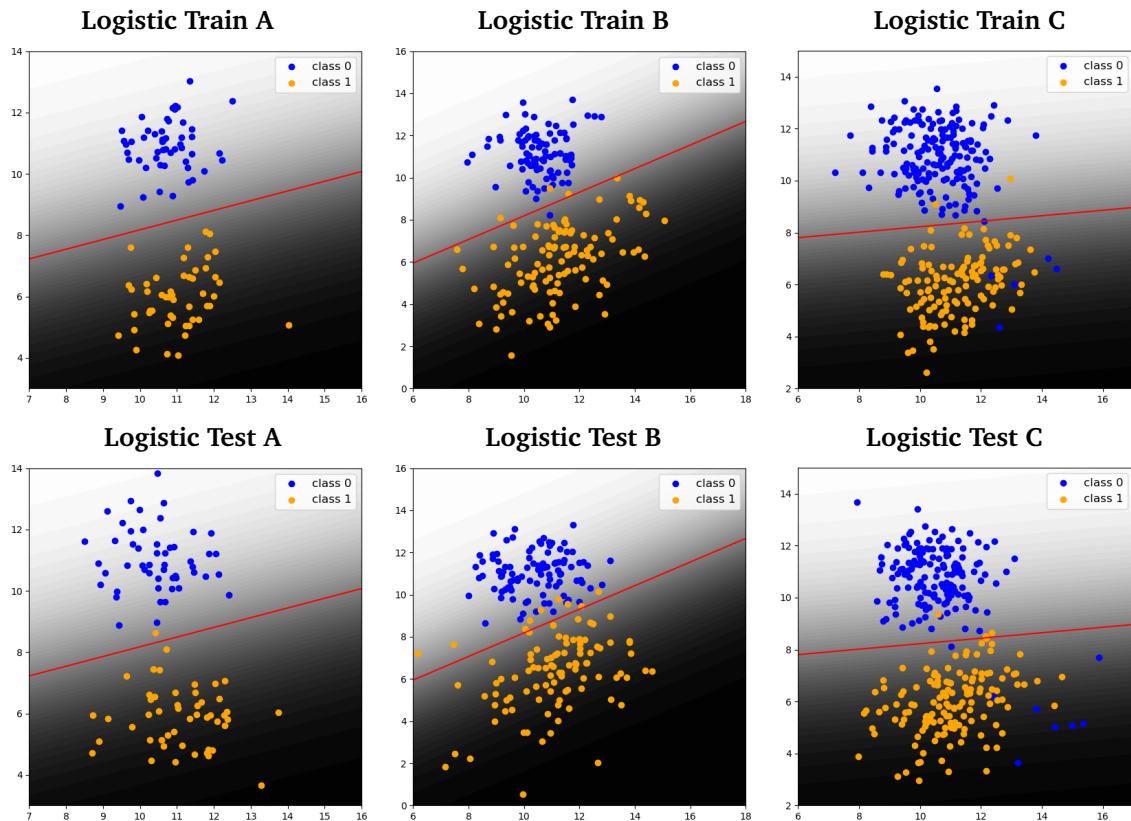 Logistic Train A
Logistic Train B
Logistic Train C
14
12
10
8
6
4
7 8 9 10 11 12 13 14 15 16
class 0
class 1
16
14
12
10
8
6
4
2
0
6 8 10 12 14 16 18
class 0
class 1
14
12
10
8
6
4
2
6 8 10 12 14 16
class 0
class 1
Logistic Test A
Logistic Test B
Logistic Test C
14
12
10
8
6
4
7 8 9 10 11 12 13 14 15 16
class 0
class 1
16
14
12
10
8
6
4
2
0
6 8 10 12 14 16 18
class 0
class 1
14
12
10
8
6
4
2
6 8 10 12 14 16
class 0
class 1